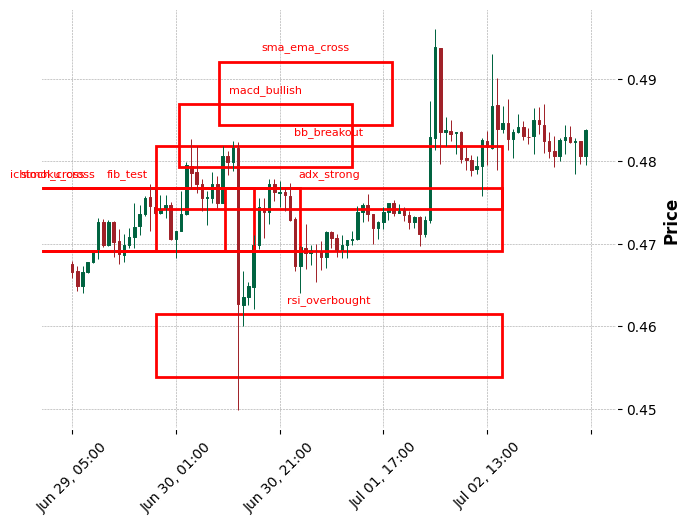 sma_ema_cross
macd_bullish
bb_breakout
fib_test
adx_strong
rsi_overbought
0.49
0.48
0.47
0.46
0.45
Price
Jun 29, 05:00
Jun 30, 01:00
Jun 30, 21:00
Jul 01, 17:00
Jul 02, 13:00